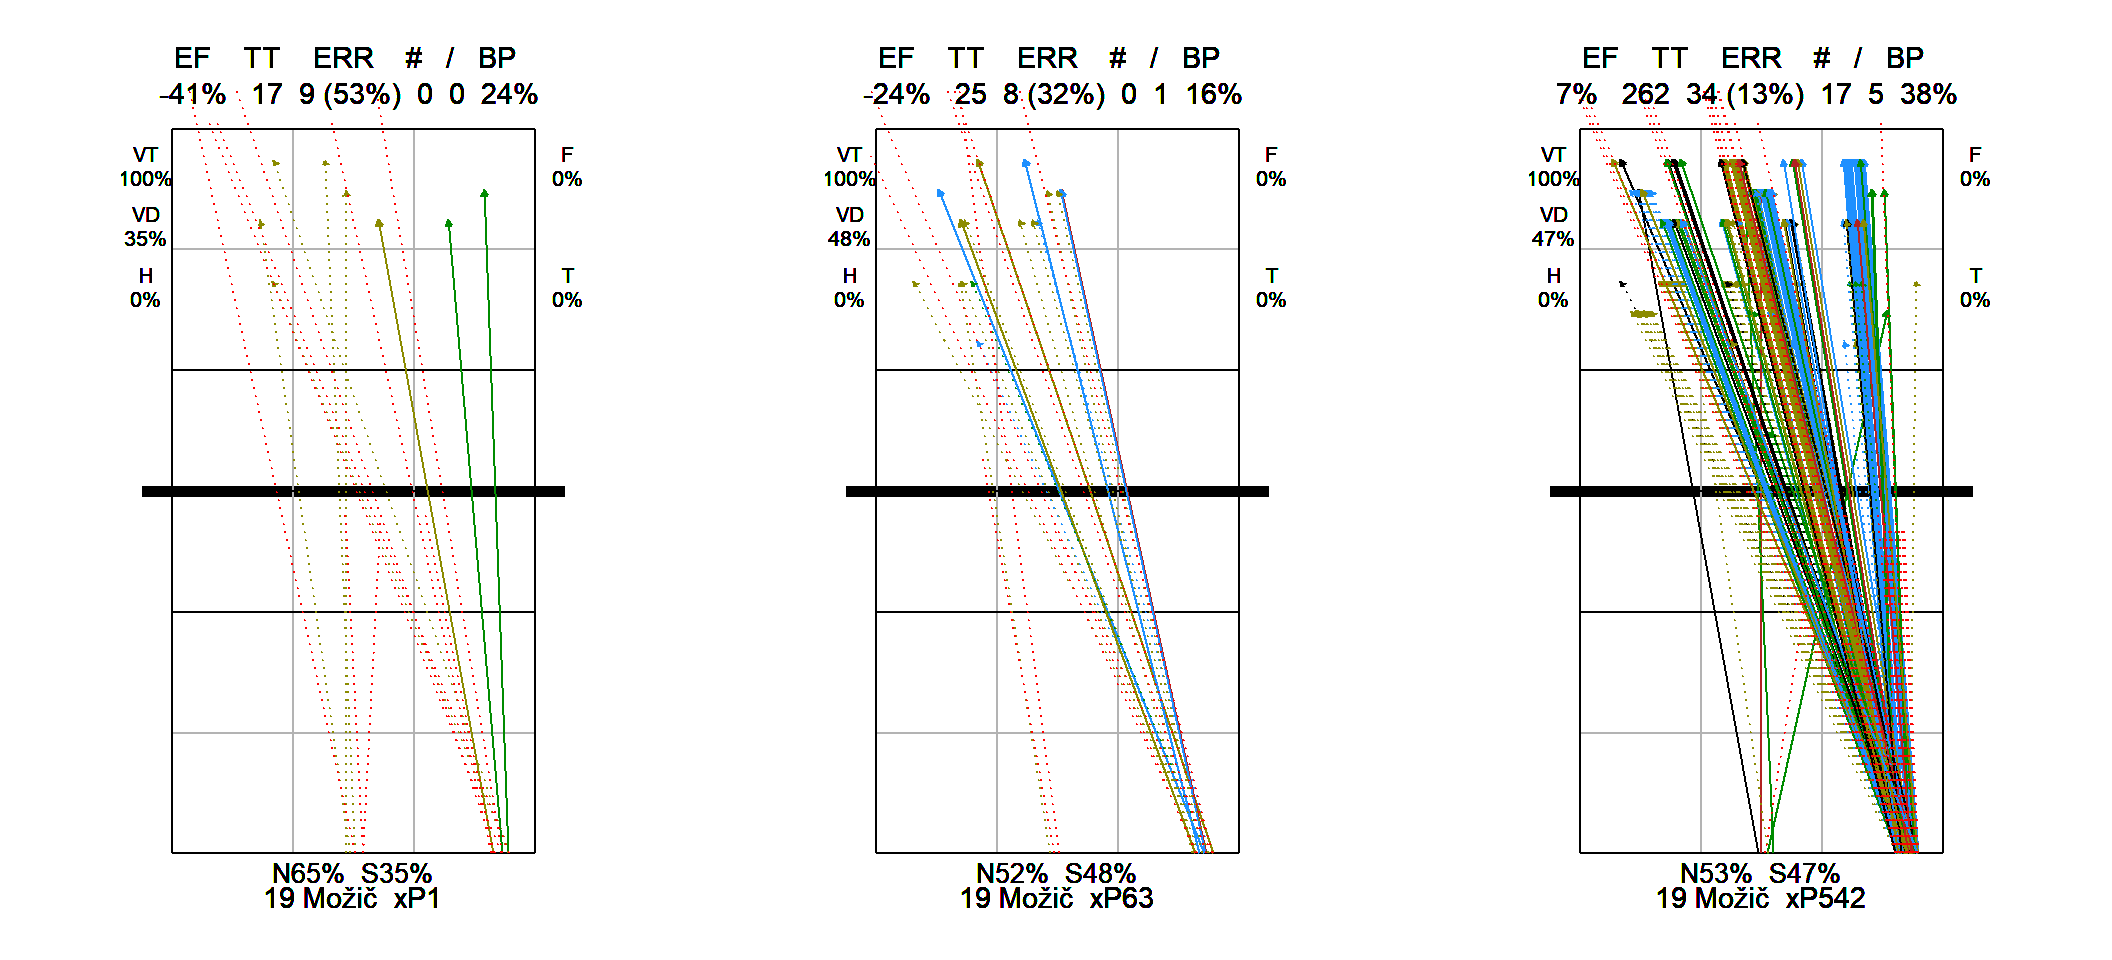 EF TT ERR # / BP
-41% 17 9 (53%) 0 0 24%
VT
100%
F
0%
VD
35%
H
0%
T
0%
N65% S35%
19 Možič xP1
EF TT ERR # / BP
-24% 25 8 (32%) 0 1 16%
VT
100%
F
0%
VD
48%
H
0%
T
0%
N52% S48%
19 Možič xP63
EF TT ERR # / BP
7% 262 34 (13%) 17 5 38%
VT
100%
F
0%
VD
47%
H
0%
T
0%
N53% S47%
19 Možič xP542